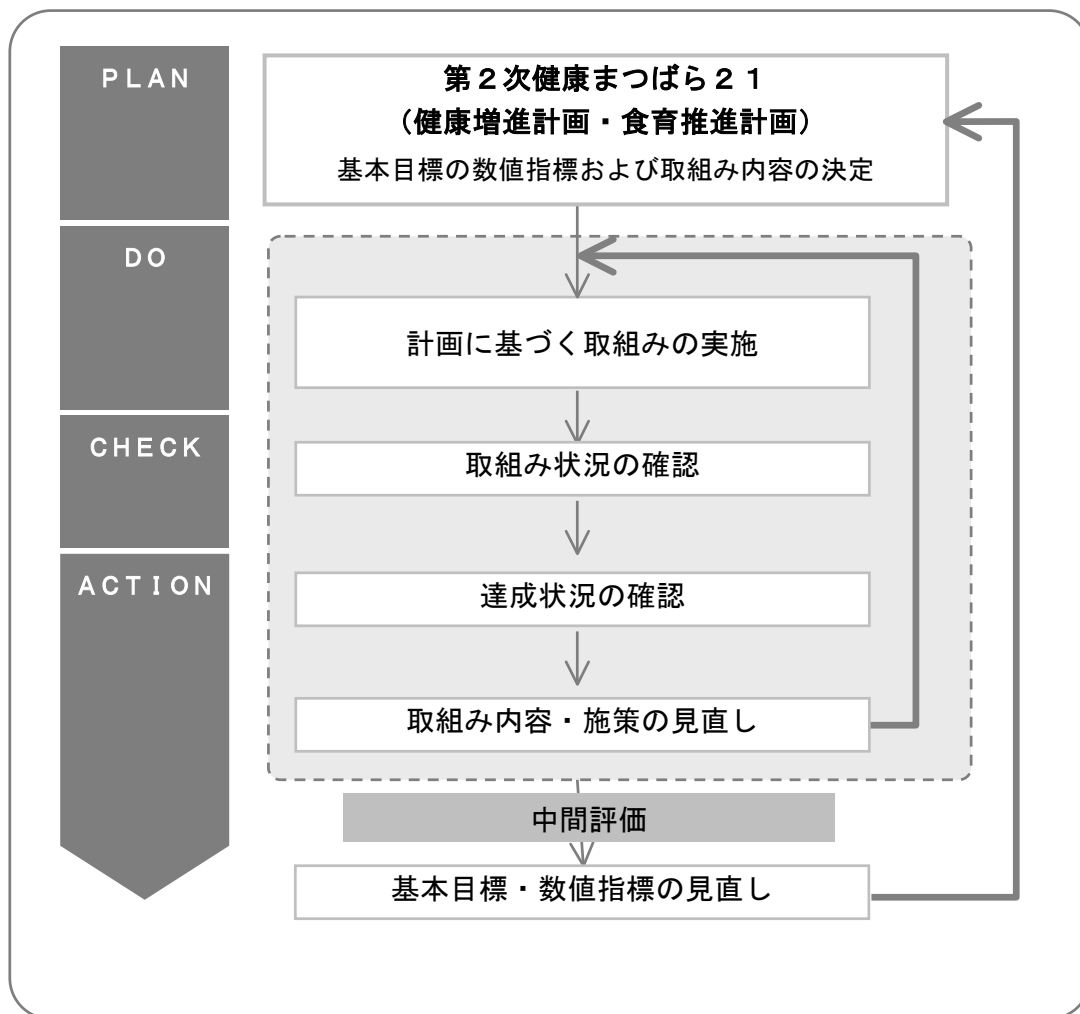 ＰＬＡＮ
第２次健康まつばら２１
（健康増進計画・食育推進計画）
基本目標の数値指標および取組み内容の決定
ＤＯ
計画に基づく取組みの実施
ＣＨＥＣＫ
取組み状況の確認
ＡＣＴＩＯＮ
達成状況の確認
取組み内容・施策の見直し
中間評価
基本目標・数値指標の見直し